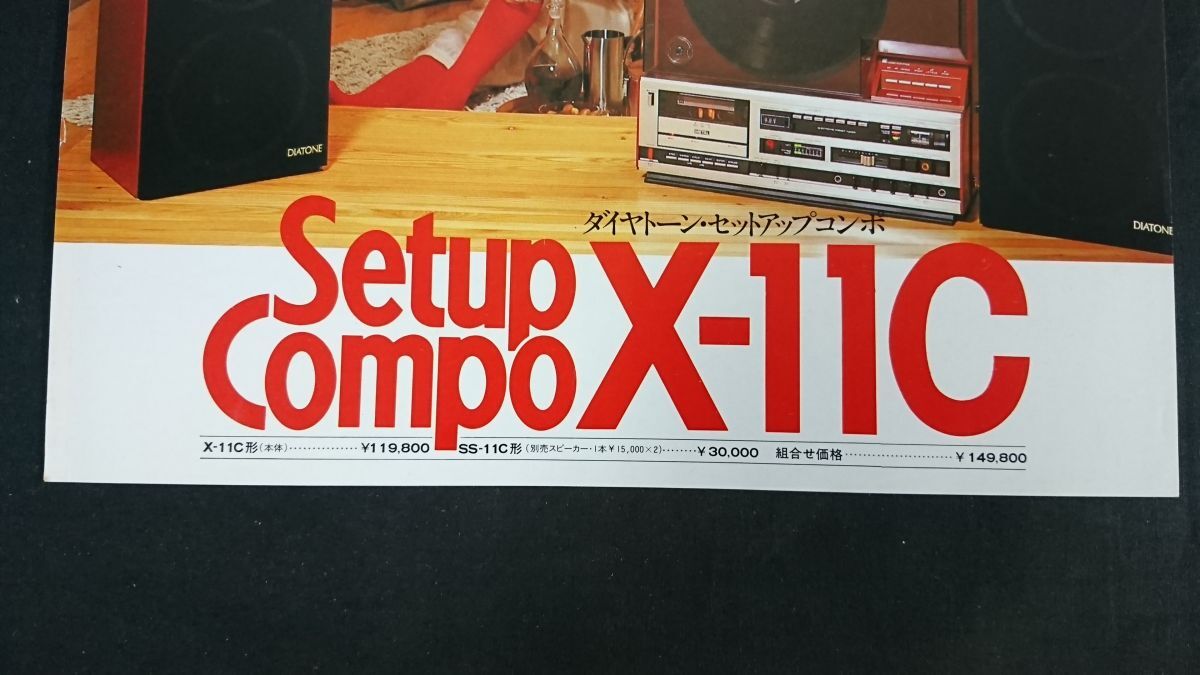 DIATONE
METAL
DIATONE
ダイヤトーン・セットアップコンポ
Setup
Compo
X-11C
X-11C形(本体)·················¥119,800 SS-11C形(別売スピーカー・1本¥15,000×2)········¥30,000 組合せ価格························¥149,800